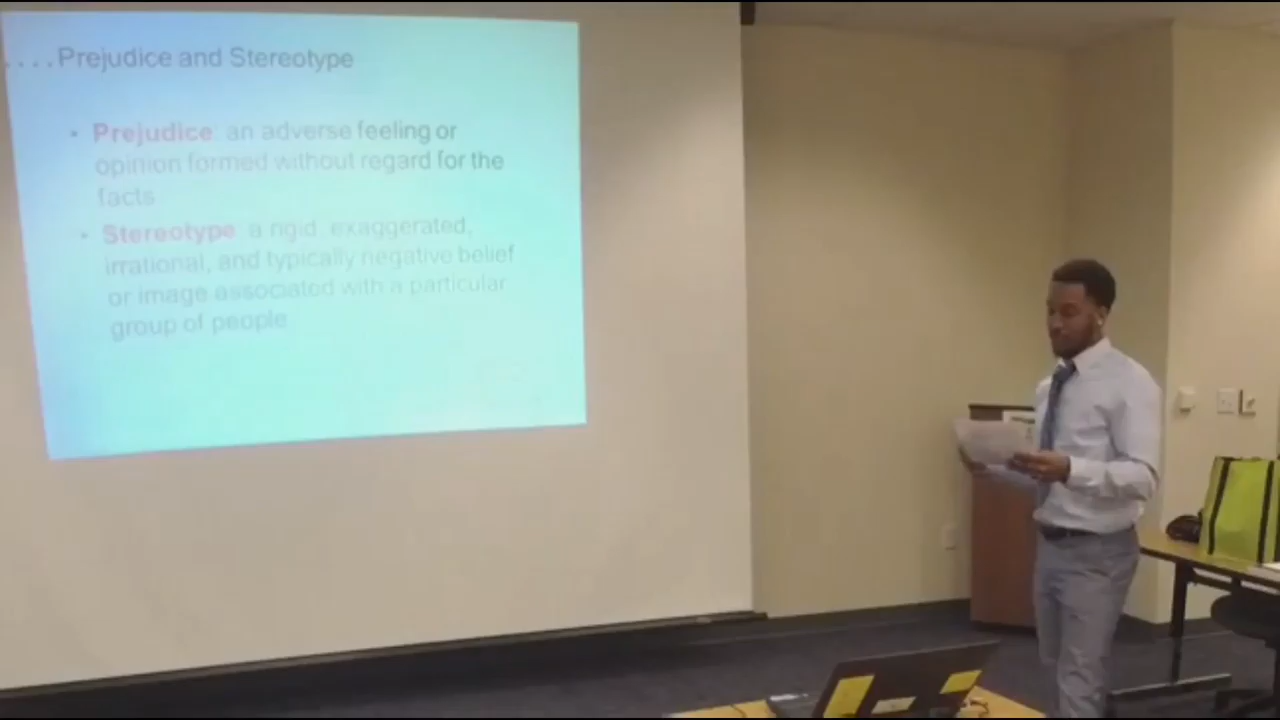 ....Prejudice and Stereotype
• Prejudice: an adverse feeling or
opinion formed without regard for the
facts
• Stereotype: a rigid, exaggerated,
irrational, and typically negative belief
or image associated with a particular
group of people